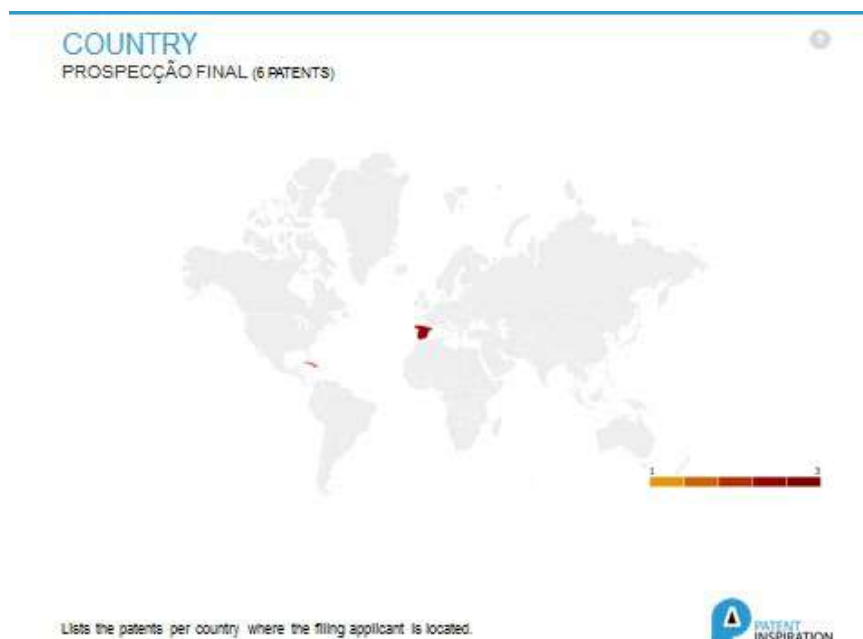 COUNTRY
PROSPECÇÃO FINAL (6 PATENTS)
?
1 3
Lists the patents per country where the filing applicant is located.
PATENT
INSPIRATION